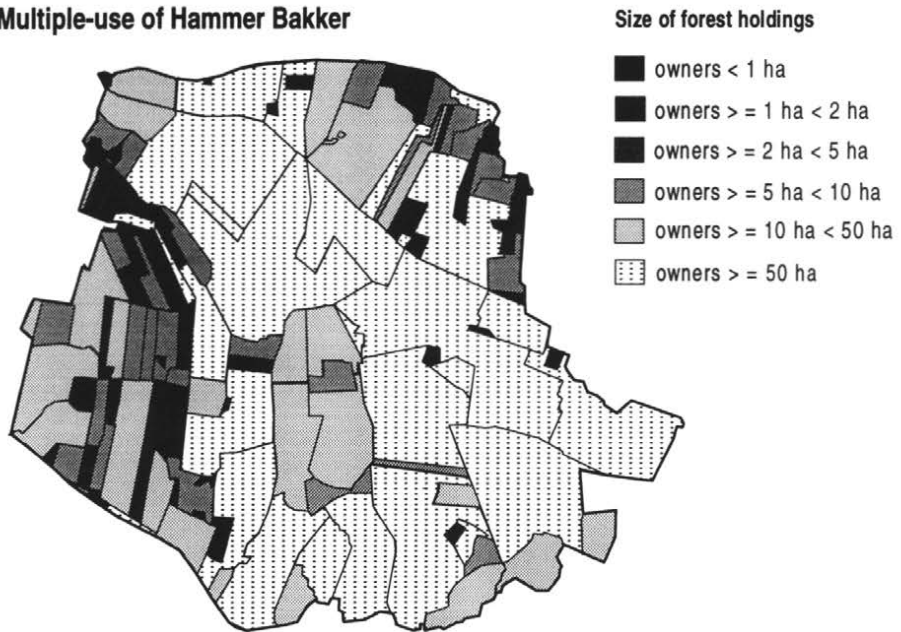 Multiple-use of Hammer Bakker
Size of forest holdings
owners < 1 ha
owners > = 1 ha < 2 ha
owners > = 2 ha < 5 ha
owners > = 5 ha < 10 ha
owners > = 10 ha < 50 ha
owners > = 50 ha